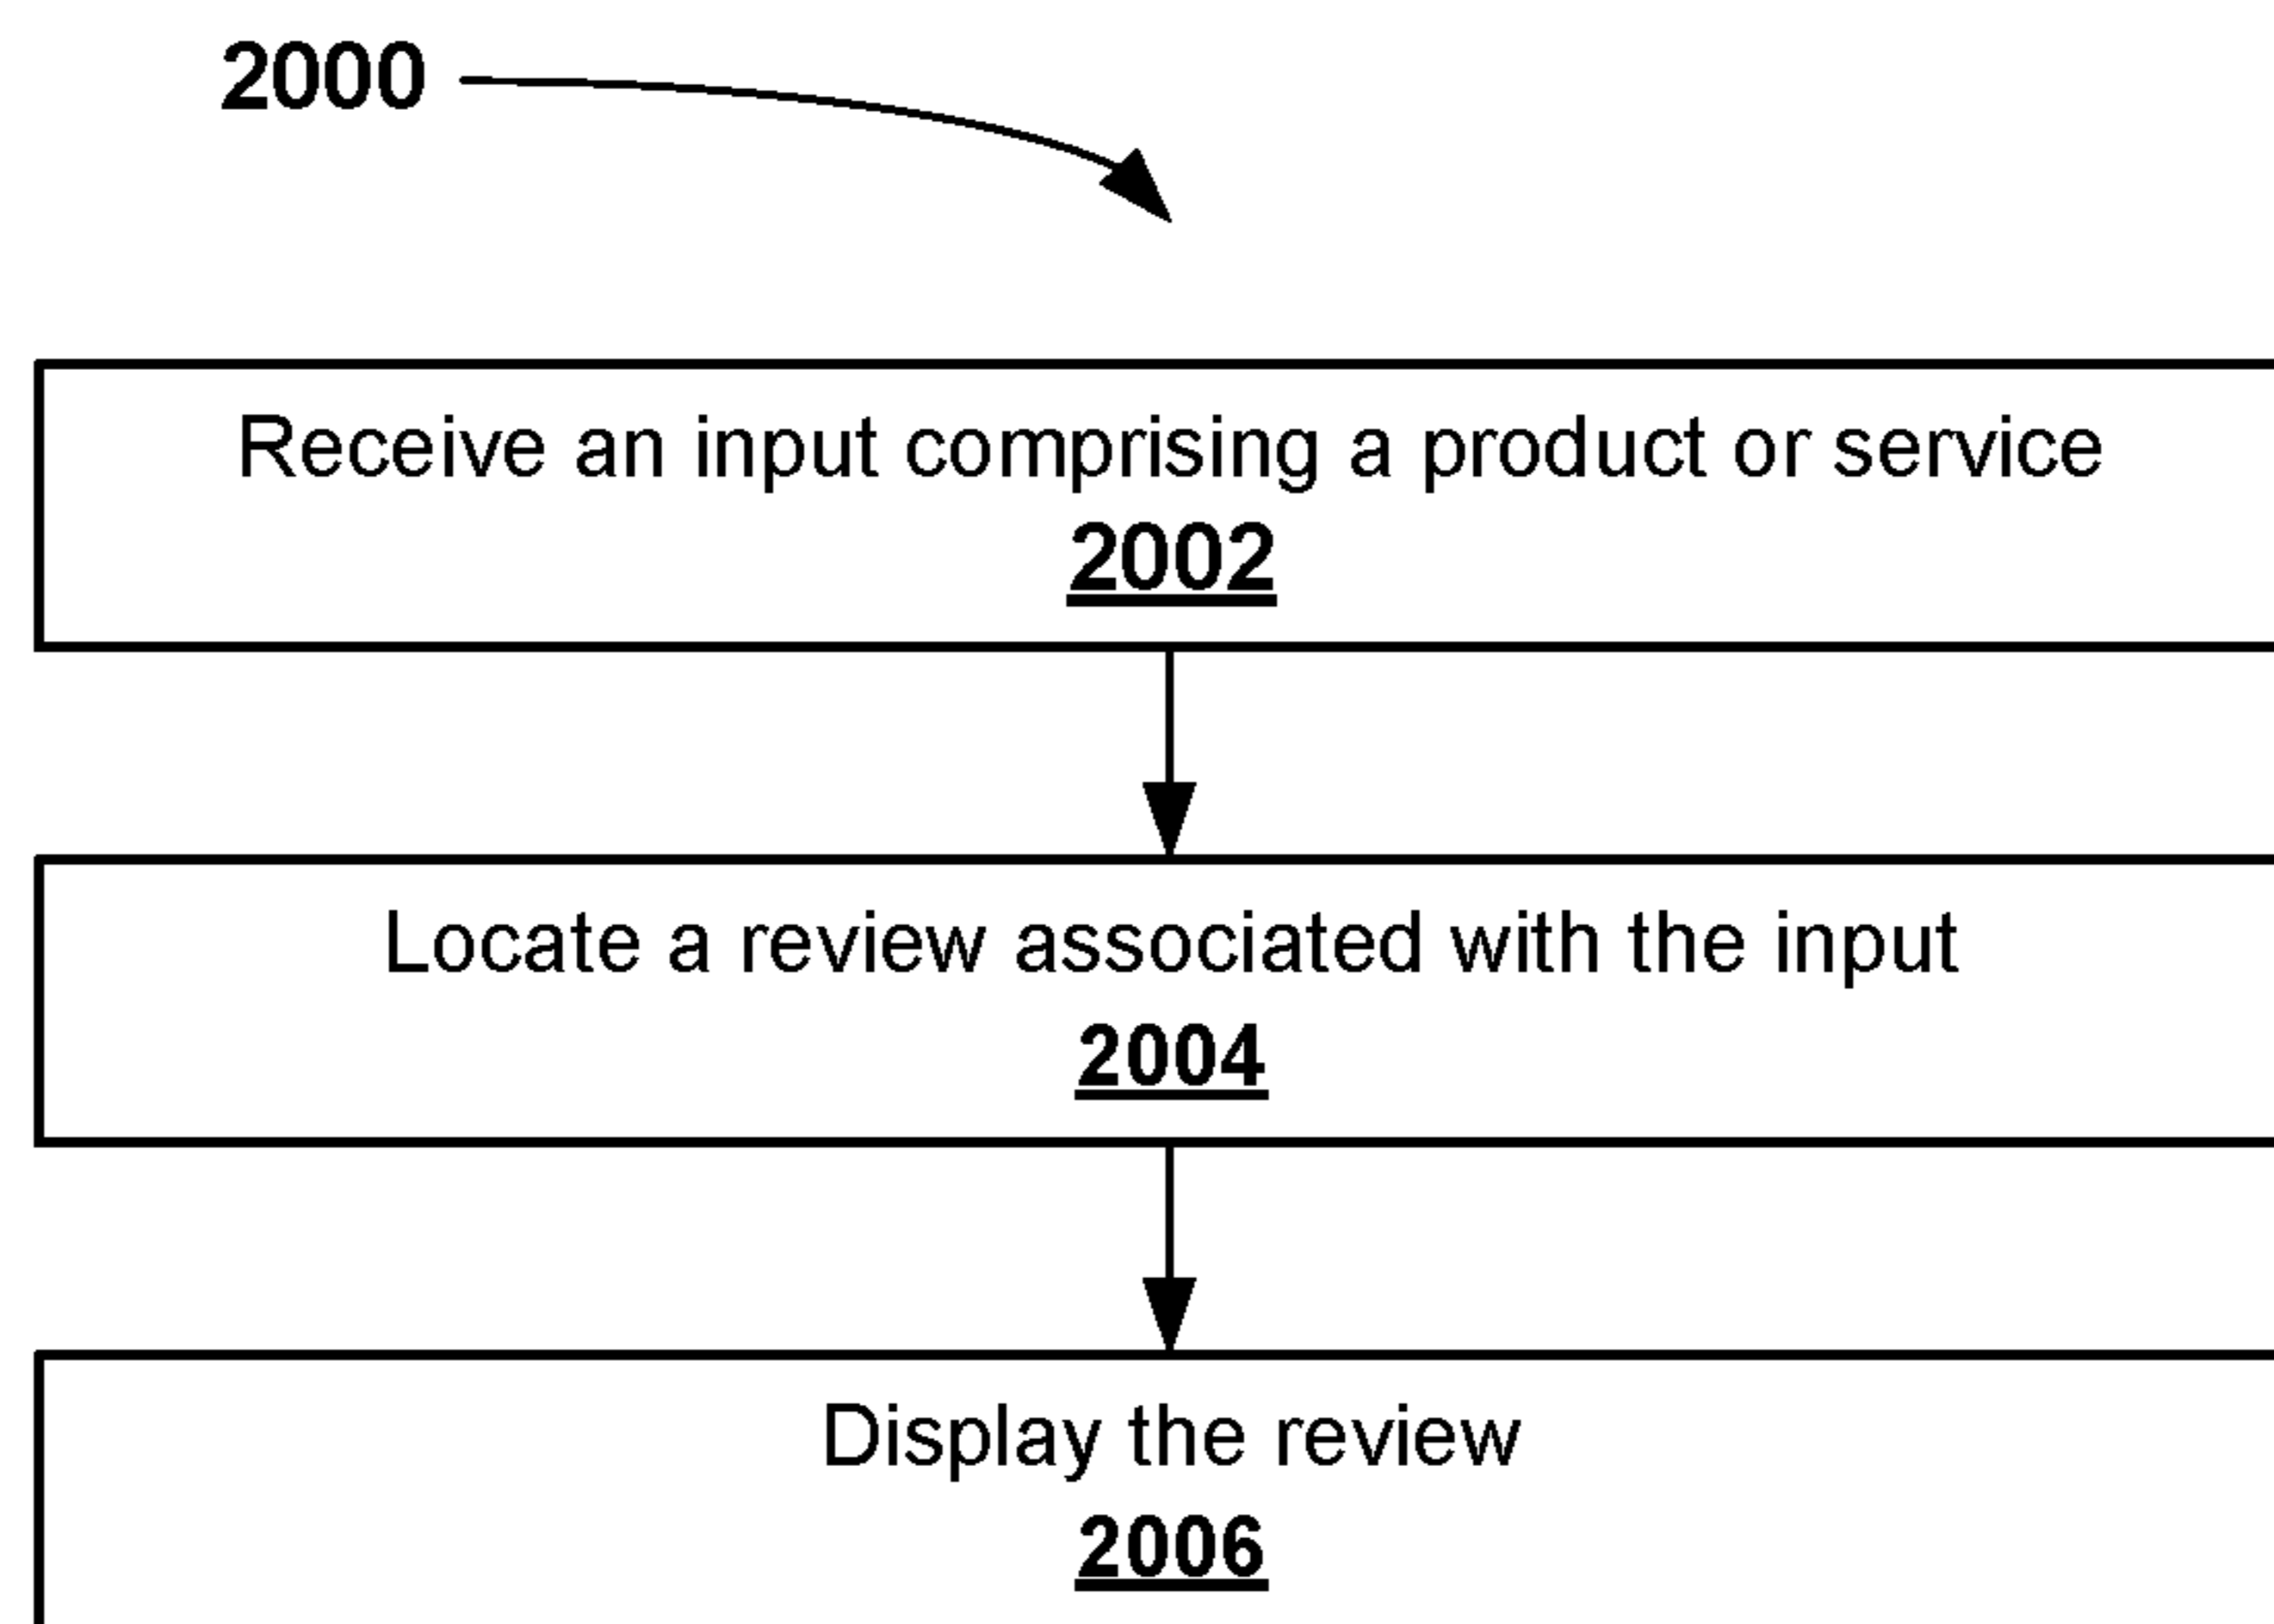 2000
Receive an input comprising a product or service
2002
Locate a review associated with the input
2004
Display the review
2006